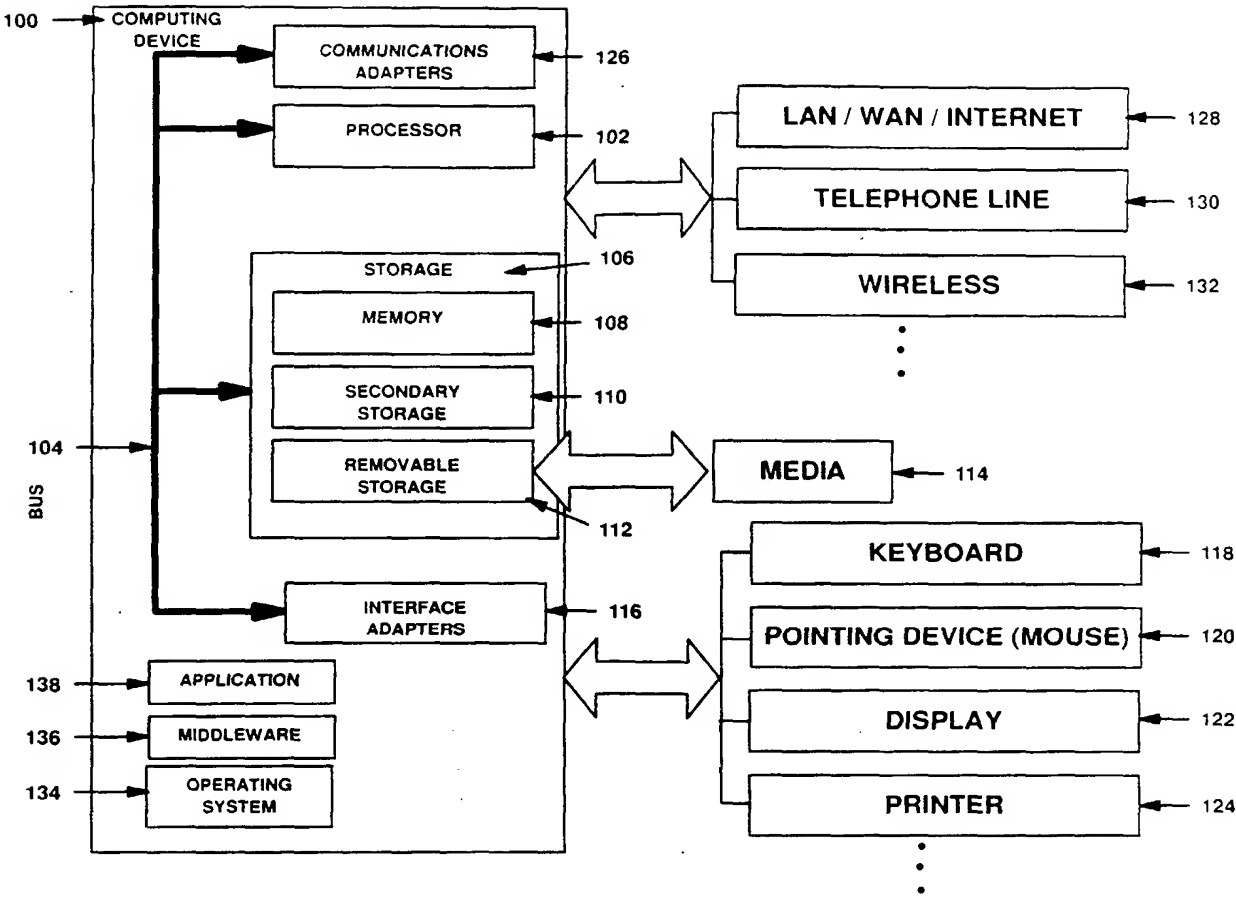 100
COMPUTING
DEVICE
COMMUNICATIONS
ADAPTERS
126
PROCESSOR
102
STORAGE
106
MEMORY
108
SECONDARY
STORAGE
110
REMOVABLE
STORAGE
112
104
BUS
INTERFACE
ADAPTERS
116
138
APPLICATION
136
MIDDLEWARE
134
OPERATING
SYSTEM
LAN / WAN / INTERNET
128
TELEPHONE LINE
130
WIRELESS
132
MEDIA
114
KEYBOARD
118
POINTING DEVICE (MOUSE)
120
DISPLAY
122
PRINTER
124